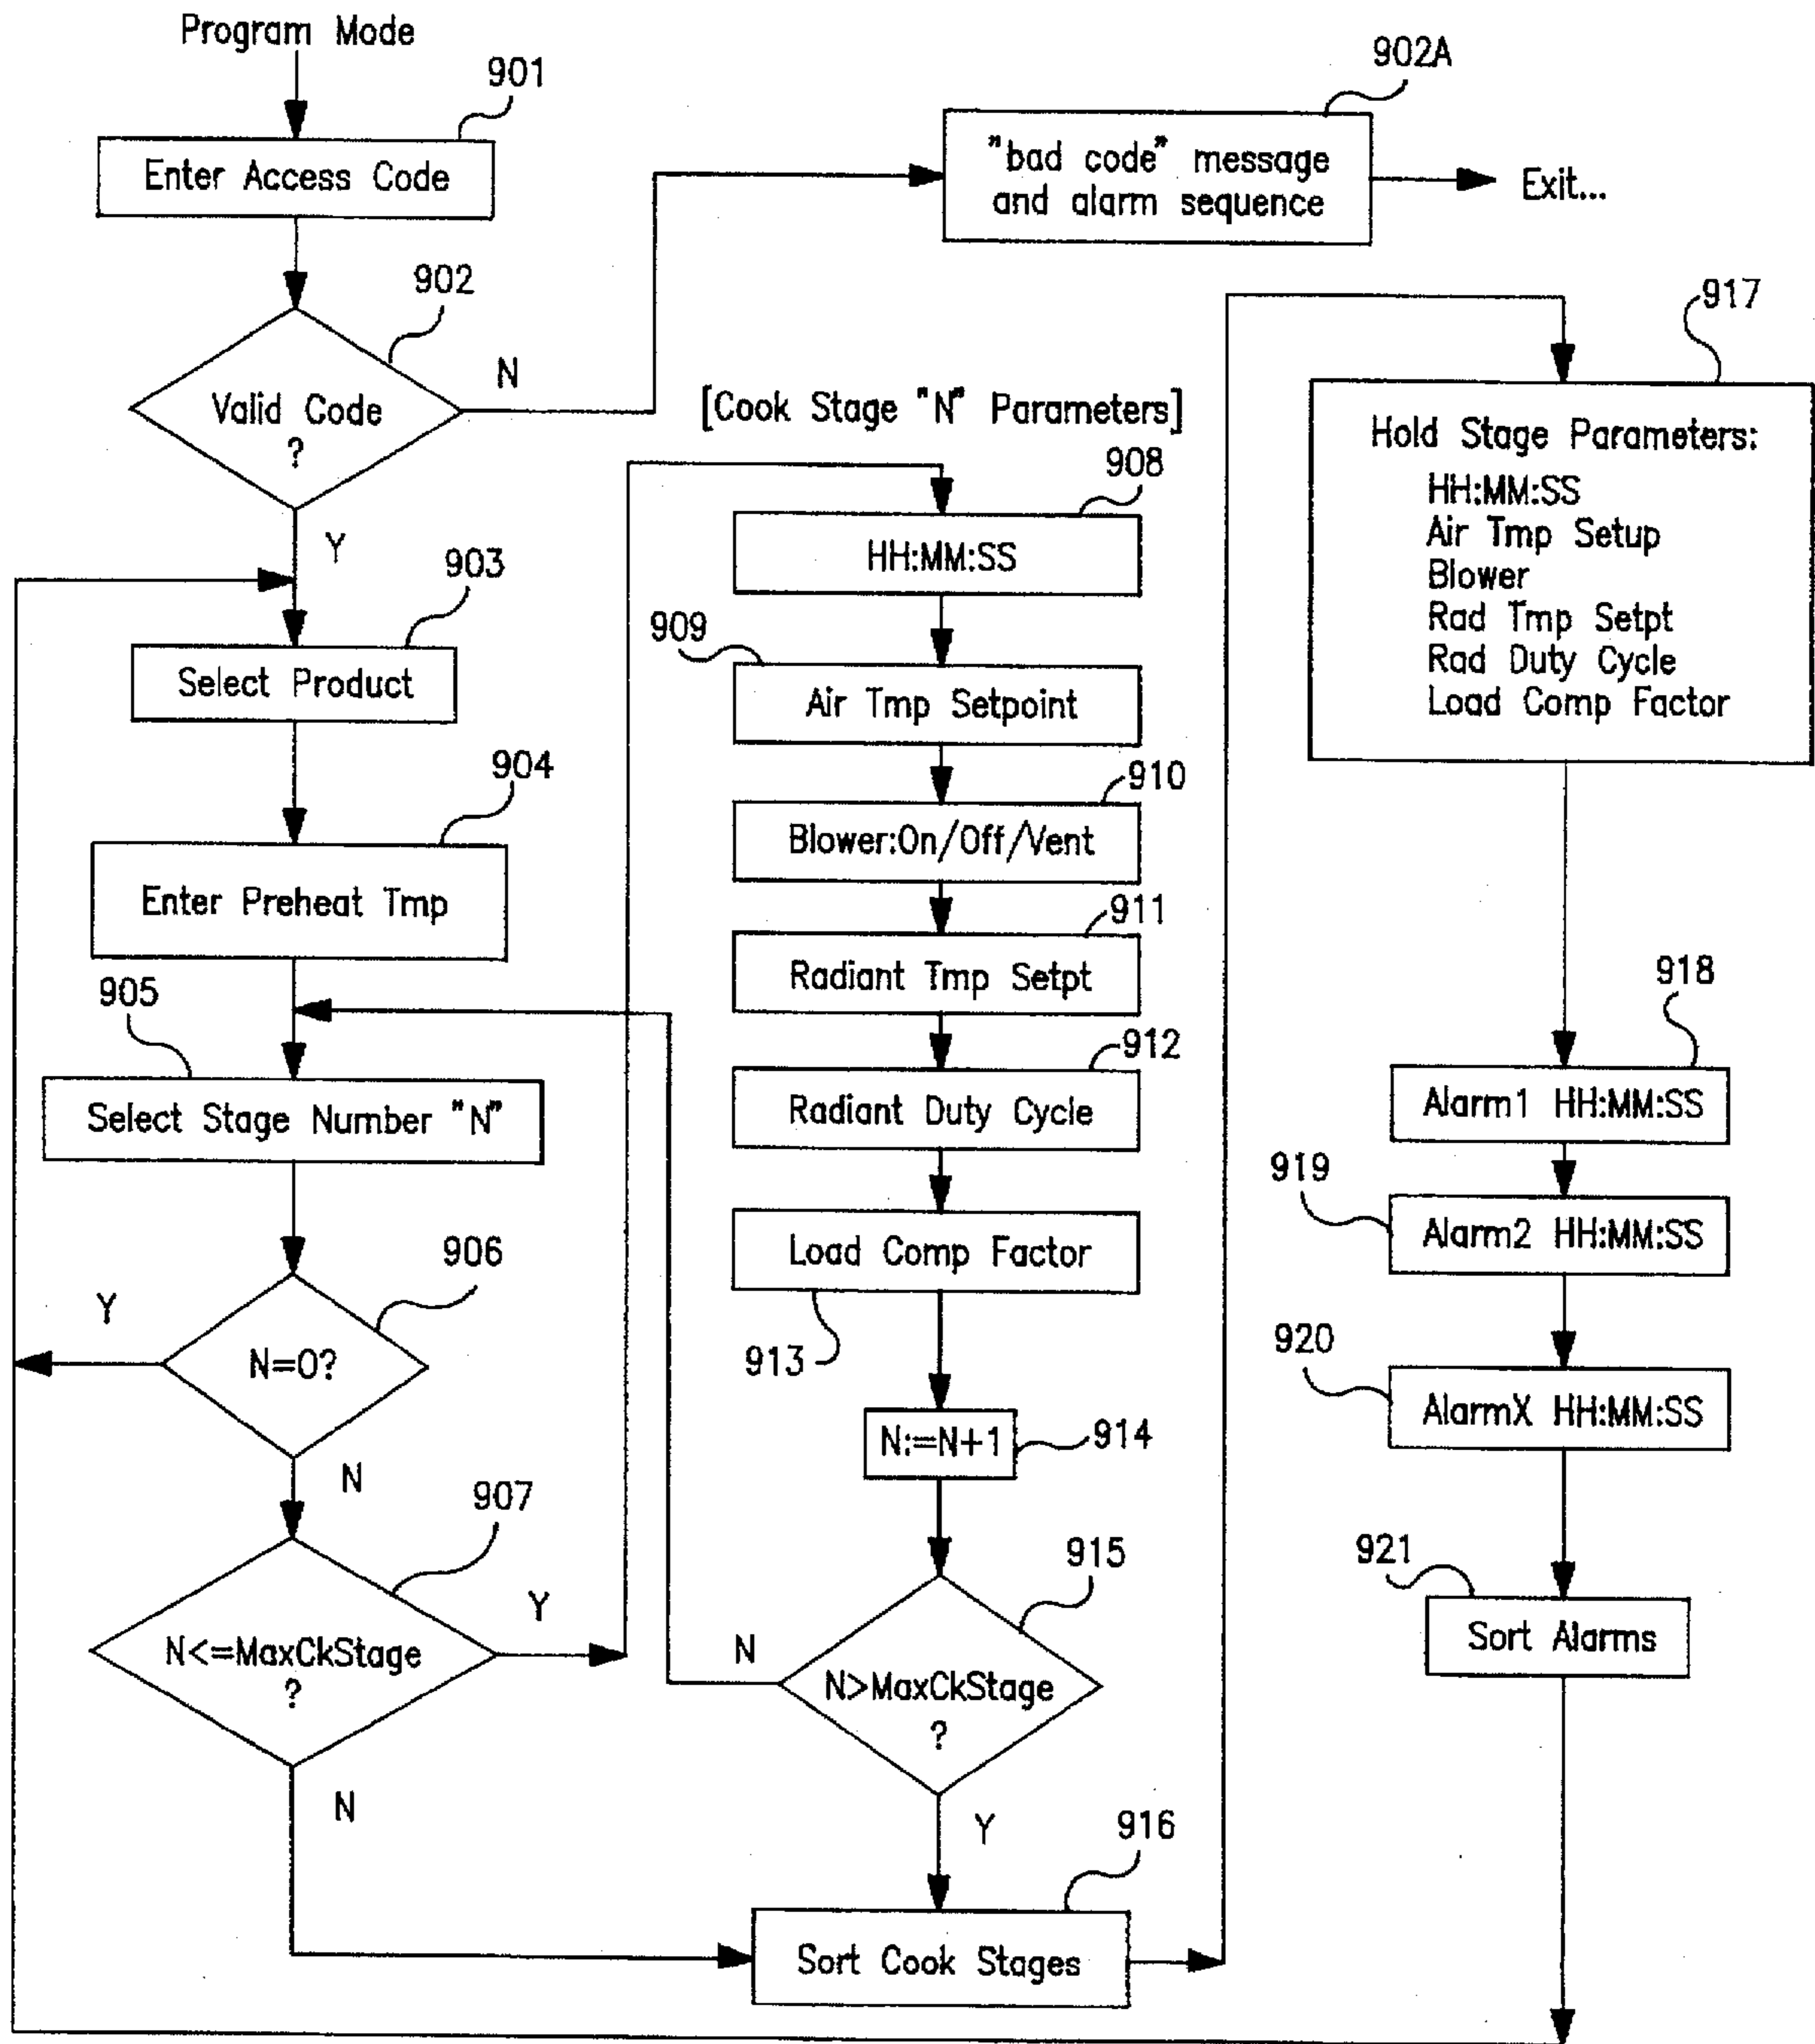 Program Mode
901
Enter Access Code
902A
"bad code" message
and alarm sequence
Exit...
902
Valid Code
?
N
Y
903
Select Product
904
Enter Preheat Tmp
905
Select Stage Number "N"
906
N=0?
Y
N
907
N<=MaxCkStage
?
Y
N
[Cook Stage "N" Parameters]
908
HH:MM:SS
909
Air Tmp Setpoint
910
Blower:On/Off/Vent
911
Radiant Tmp Setpt
912
Radiant Duty Cycle
Load Comp Factor
913
N:=N+1
914
915
N>MaxCkStage
?
N
Y
916
Sort Cook Stages
917
Hold Stage Parameters:
HH:MM:SS
Air Tmp Setup
Blower
Rad Tmp Setpt
Rad Duty Cycle
Load Comp Factor
918
Alarm1 HH:MM:SS
919
Alarm2 HH:MM:SS
920
AlarmX HH:MM:SS
921
Sort Alarms